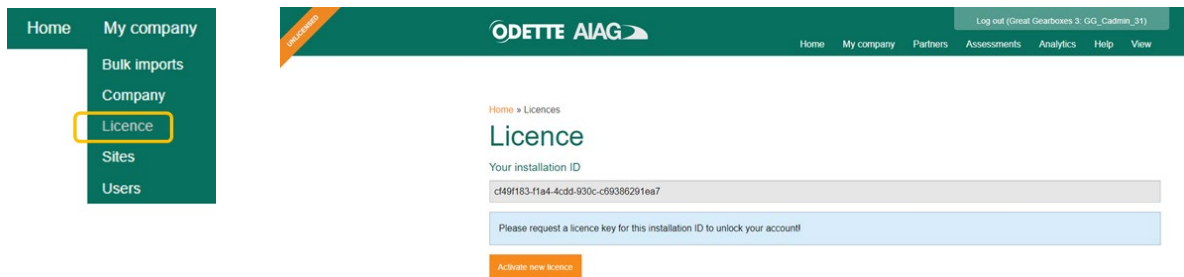 Home My company
Bulk imports
Company
Licence
Sites
Users
UNLICENSED
ODETTE AIAG
Log out (Great Gearboxes 3: GG_Cadmin_31)
Home My company Partners Assessments Analytics Help View
Home » Licences
Licence
Your installation ID
cf49f183-f1a4-4cdd-930c-c69386291ea7
Please request a licence key for this installation ID to unlock your account!
Activate new licence